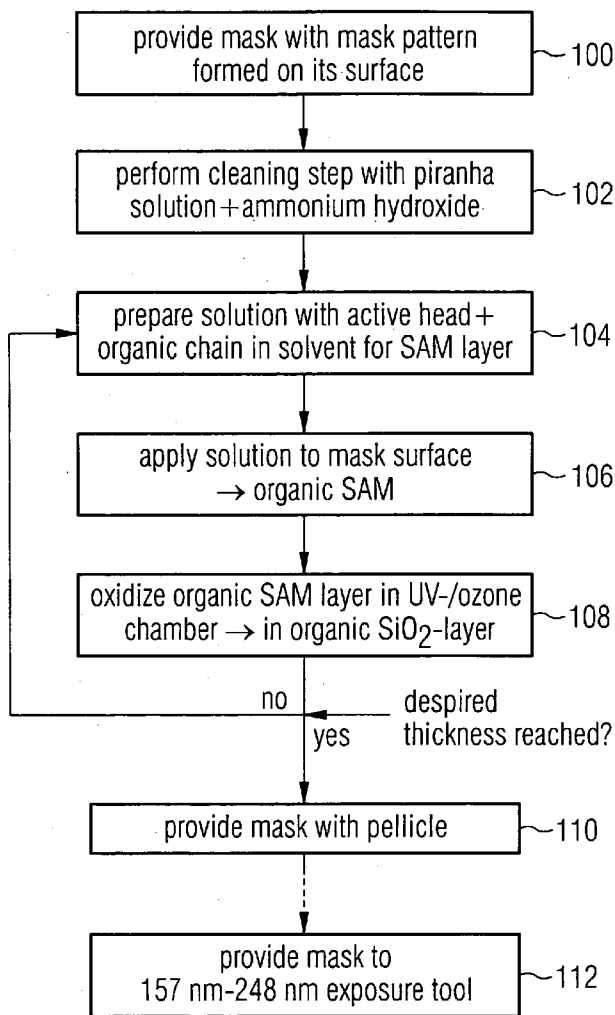 provide mask with mask pattern
formed on its surface
100
perform cleaning step with piranha
solution+ammonium hydroxide
102
prepare solution with active head+
organic chain in solvent for SAM layer
104
apply solution to mask surface
→ organic SAM
106
oxidize organic SAM layer in UV-/ozone
chamber → in organic SiO₂-layer
108
no
yes
despired
thickness reached?
provide mask with pellicle
110
provide mask to
157 nm-248 nm exposure tool
112